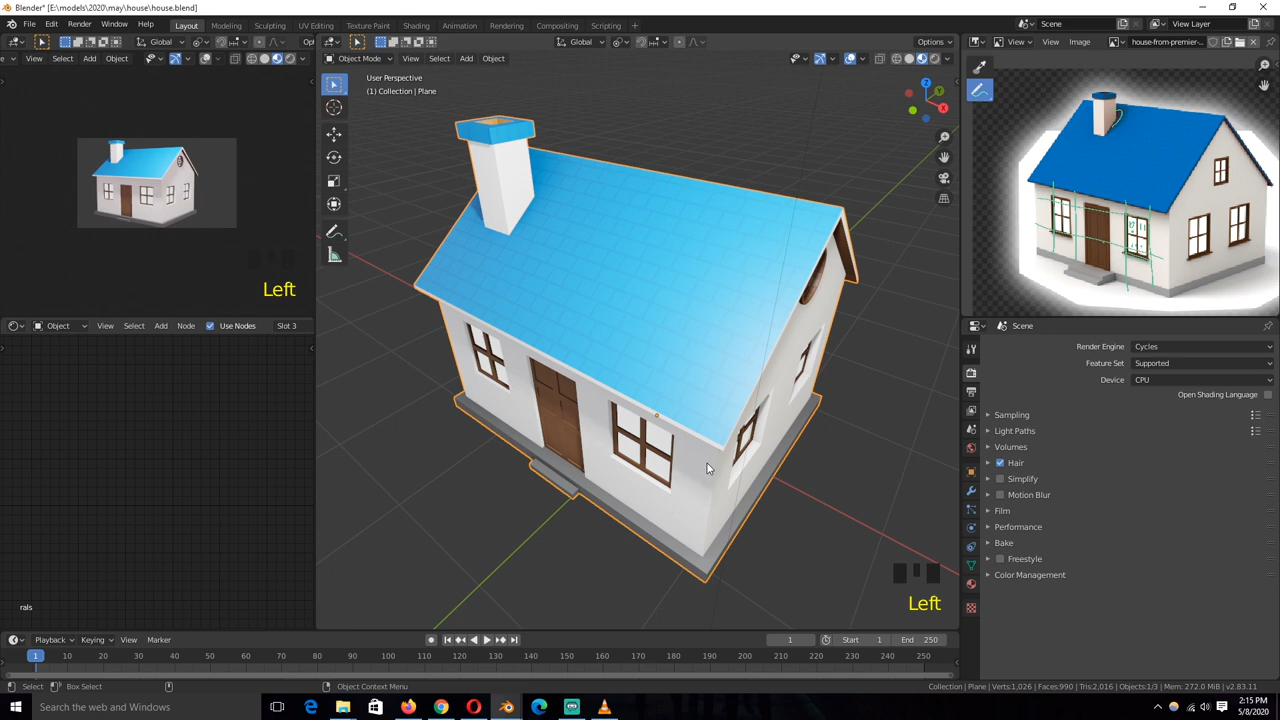 Blender* [E:\models\2020\may\house\house.blend]
File Edit Render Window Help Layout Modeling Sculpting UV Editing Texture Paint Shading Animation Rendering Compositing Scripting Scene View Layer
Global Op Global Options View View Image house-from-premier-...
View Select Add Object Object Mode View Select Add Object
User Perspective
(1) Collection | Plane
X
Y
Z
Left
Object View Select Add Node Use Nodes Slot 3
rals
Left
Scene
Render Engine Cycles
Feature Set Supported
Device CPU
Open Shading Language
Sampling
Light Paths
Volumes
Hair
Simplify
Motion Blur
Film
Performance
Bake
Freestyle
Color Management
Playback Keying View Marker 1 Start 1 End 250
1 10 20 30 40 50 60 70 80 90 100 110 120 130 140 150 160 170 180 190 200 210 220 230 240 250
Select Box Select Object Context Menu Collection | Plane | Verts:1,026 | Faces:990 | Tris:2,016 | Objects:1/3 | Mem: 272.0 MiB | v2.83.11
Search the web and Windows
2:15 PM
5/8/2020